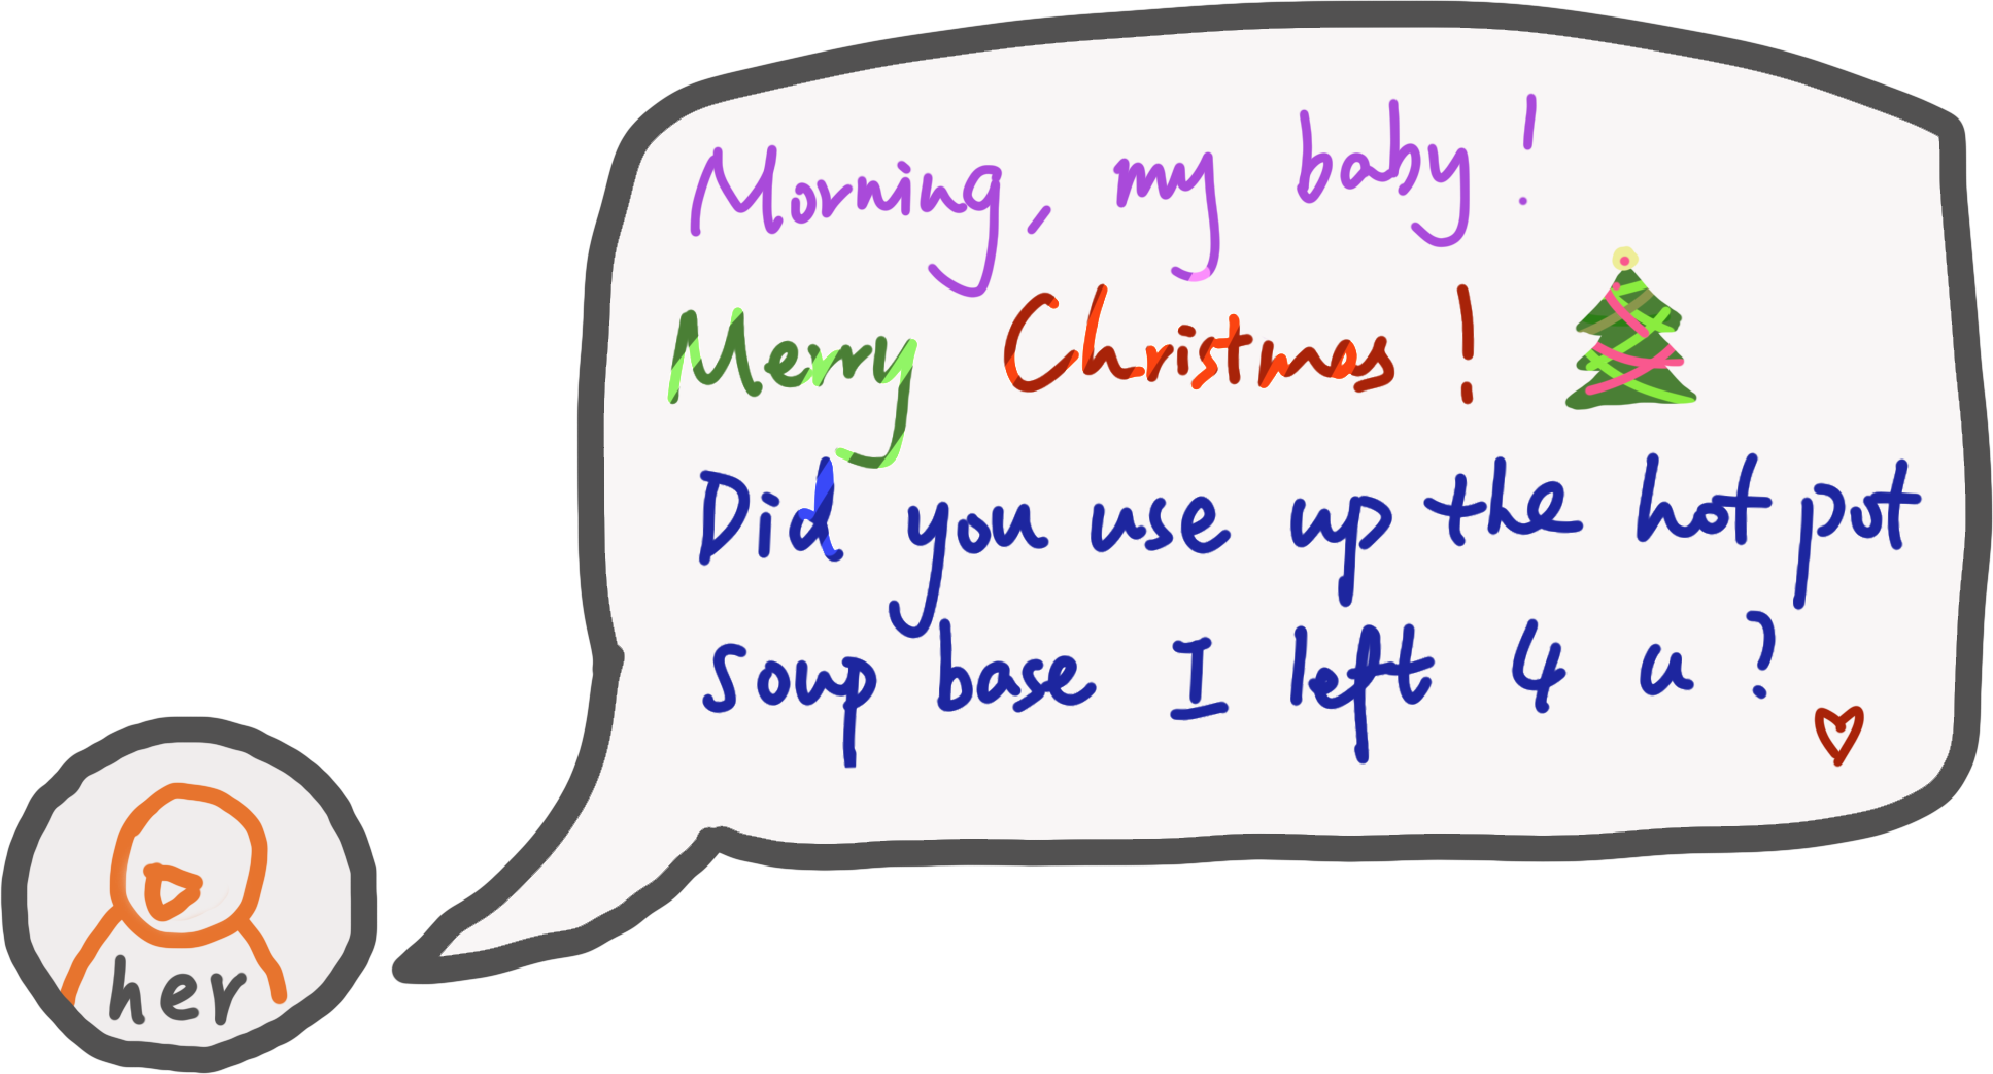 Morning, my baby!
Merry Christmas!
Did you use up the hot pot
soup base I left 4 u?
her